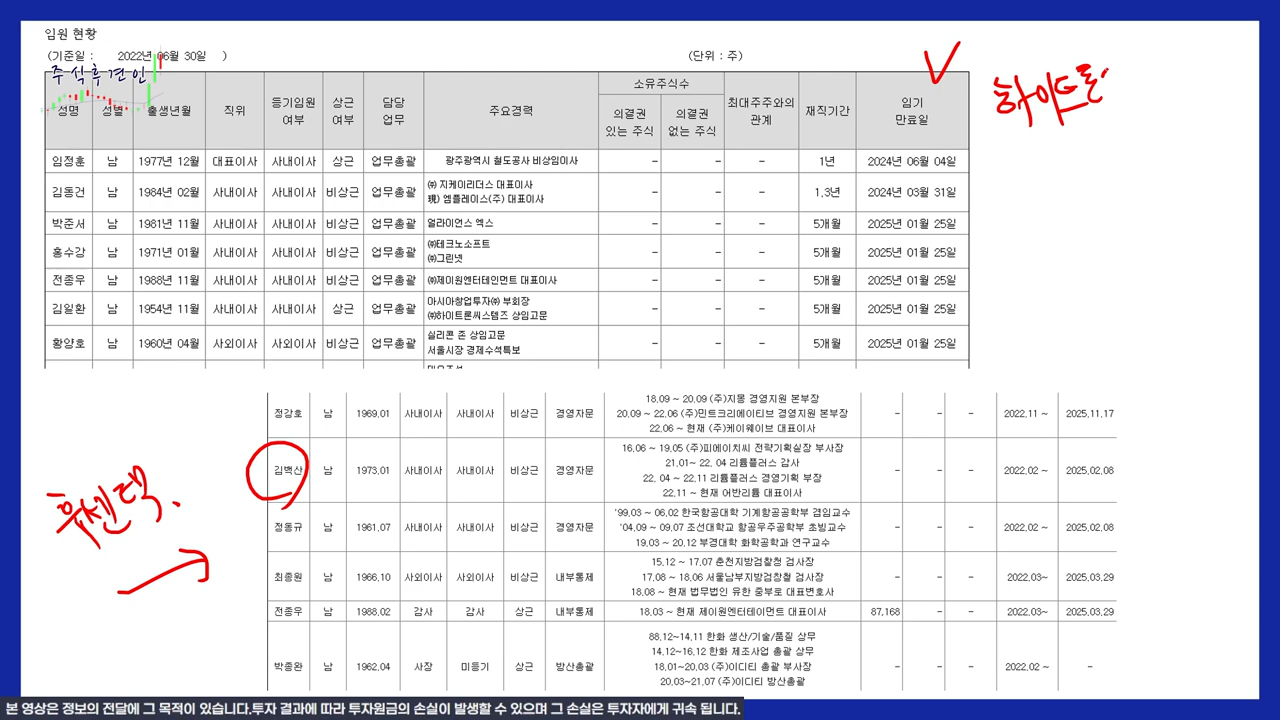 임원 현황
(기준일 : 2022년 06월 30일 ) (단위 : 주)
주식후견인
하이트론
성명 성별 출생년월 직위 등기임원 여부 상근 여부 담당 업무 주요경력 소유주식수 의결권 있는 주식 의결권 없는 주식 최대주주와의 관계 재직기간 임기 만료일
임정훈 남 1977년 12월 대표이사 사내이사 상근 업무총괄 광주광역시 철도공사 비상임이사 - - - 1년 2024년 06월 04일
김동건 남 1984년 02월 사내이사 사내이사 비상근 업무총괄 ㈜ 지케이리더스 대표이사 - - - 1.3년 2024년 03월 31일
現) 엠플레이스(주) 대표이사
박준서 남 1981년 11월 사내이사 사내이사 비상근 업무총괄 얼라이언스 엑스 - - - 5개월 2025년 01월 25일
홍수강 남 1971년 01월 사내이사 사내이사 비상근 업무총괄 ㈜테크노소프트 - - - 5개월 2025년 01월 25일
㈜그린넷
전종우 남 1988년 11월 사내이사 사내이사 비상근 업무총괄 ㈜제이원엔터테인먼트 대표이사 - - - 5개월 2025년 01월 25일
김일환 남 1954년 11월 사내이사 사내이사 상근 업무총괄 아시아창업투자㈜ 부회장 - - - 5개월 2025년 01월 25일
㈜하이트론씨스템즈 상임고문
황양호 남 1960년 04월 사외이사 사외이사 비상근 업무총괄 실리콘 존 상임고문 - - - 5개월 2025년 01월 25일
서울시장 경제수석특보
정강호 남 1969.01 사내이사 사내이사 비상근 경영자문 18.09 ~ 20.09 (주)지몽 경영지원 본부장 - - - 2022.11 ~ 2025.11.17
20.09 ~ 22.06 (주)민트크리에이티브 경영지원 본부장
22.06 ~ 현재 (주)케이웨이브 대표이사
김백산 남 1973.01 사내이사 사내이사 비상근 경영자문 16.06 ~ 19.05 (주)피에이치씨 전략기획실장 부사장 - - - 2022.02 ~ 2025.02.08
21.01~ 22. 04 리튬플러스 감사
22. 04 ~ 22.11 리튬플러스 경영기획 부장
22.11 ~ 현재 어반리튬 대표이사
휴센텍.
정동규 남 1961.07 사내이사 사내이사 비상근 경영자문 '99.03 ~ 06.02 한국항공대학 기계항공공학부 겸임교수 - - - 2022.02 ~ 2025.02.08
'04.09 ~ 09.07 조선대학교 항공우주공학부 초빙교수
19.03 ~ 20.12 부경대학 화학공학과 연구교수
최종원 남 1966.10 사외이사 사외이사 비상근 내부통제 15.12 ~ 17.07 춘천지방검찰청 검사장 - - - 2022.03~ 2025.03.29
17.08 ~ 18.06 서울남부지방검찰청 검사장
18.08 ~ 현재 법무법인 유한 중부로 대표변호사
전종우 남 1988.02 감사 감사 상근 내부통제 18.03 ~ 현재 제이원엔터테이먼트 대표이사 87,168 - - 2022.03~ 2025.03.29
박종완 남 1962.04 사장 미등기 상근 방산총괄 88.12~14.11 한화 생산/기술/품질 상무 - - - 2022.02 ~ -
14.12~16.12 한화 제조사업 총괄 상무
18.01~20.03 (주)이디티 총괄 부사장
20.03~21.07 (주)이디티 방산총괄
본 영상은 정보의 전달에 그 목적이 있습니다.투자 결과에 따라 투자원금의 손실이 발생할 수 있으며 그 손실은 투자자에게 귀속 됩니다.